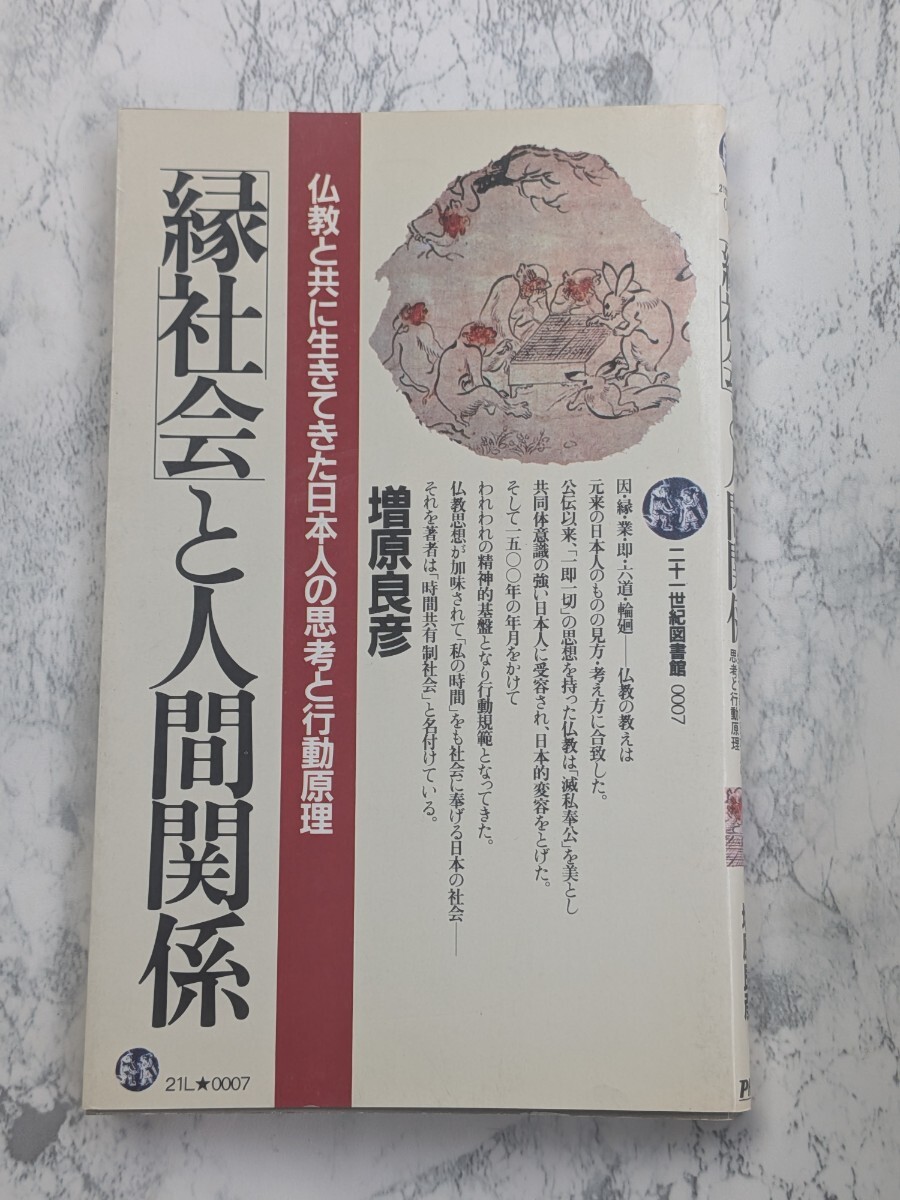 二十一世紀図書館 0007
因・縁・業・即・六道・輪廻――仏教の教えは
元来の日本人のものの見方・考え方に合致した。
公伝以来、「一即一切」の思想を持った仏教は「滅私奉公」を美とし
共同体意識の強い日本人に受容され、日本的変容をとげた。
そして一五〇〇年の年月をかけて
われわれの精神的基盤となり行動規範となってきた。
仏教思想が加味されて「私の時間」をも社会に奉げる日本の社会――
それを著者は「時間共有制社会」と名付けている。
増原良彦
仏教と共に生きてきた日本人の思考と行動原理
「縁社会」と人間関係
21L★0007
思考と行動原理